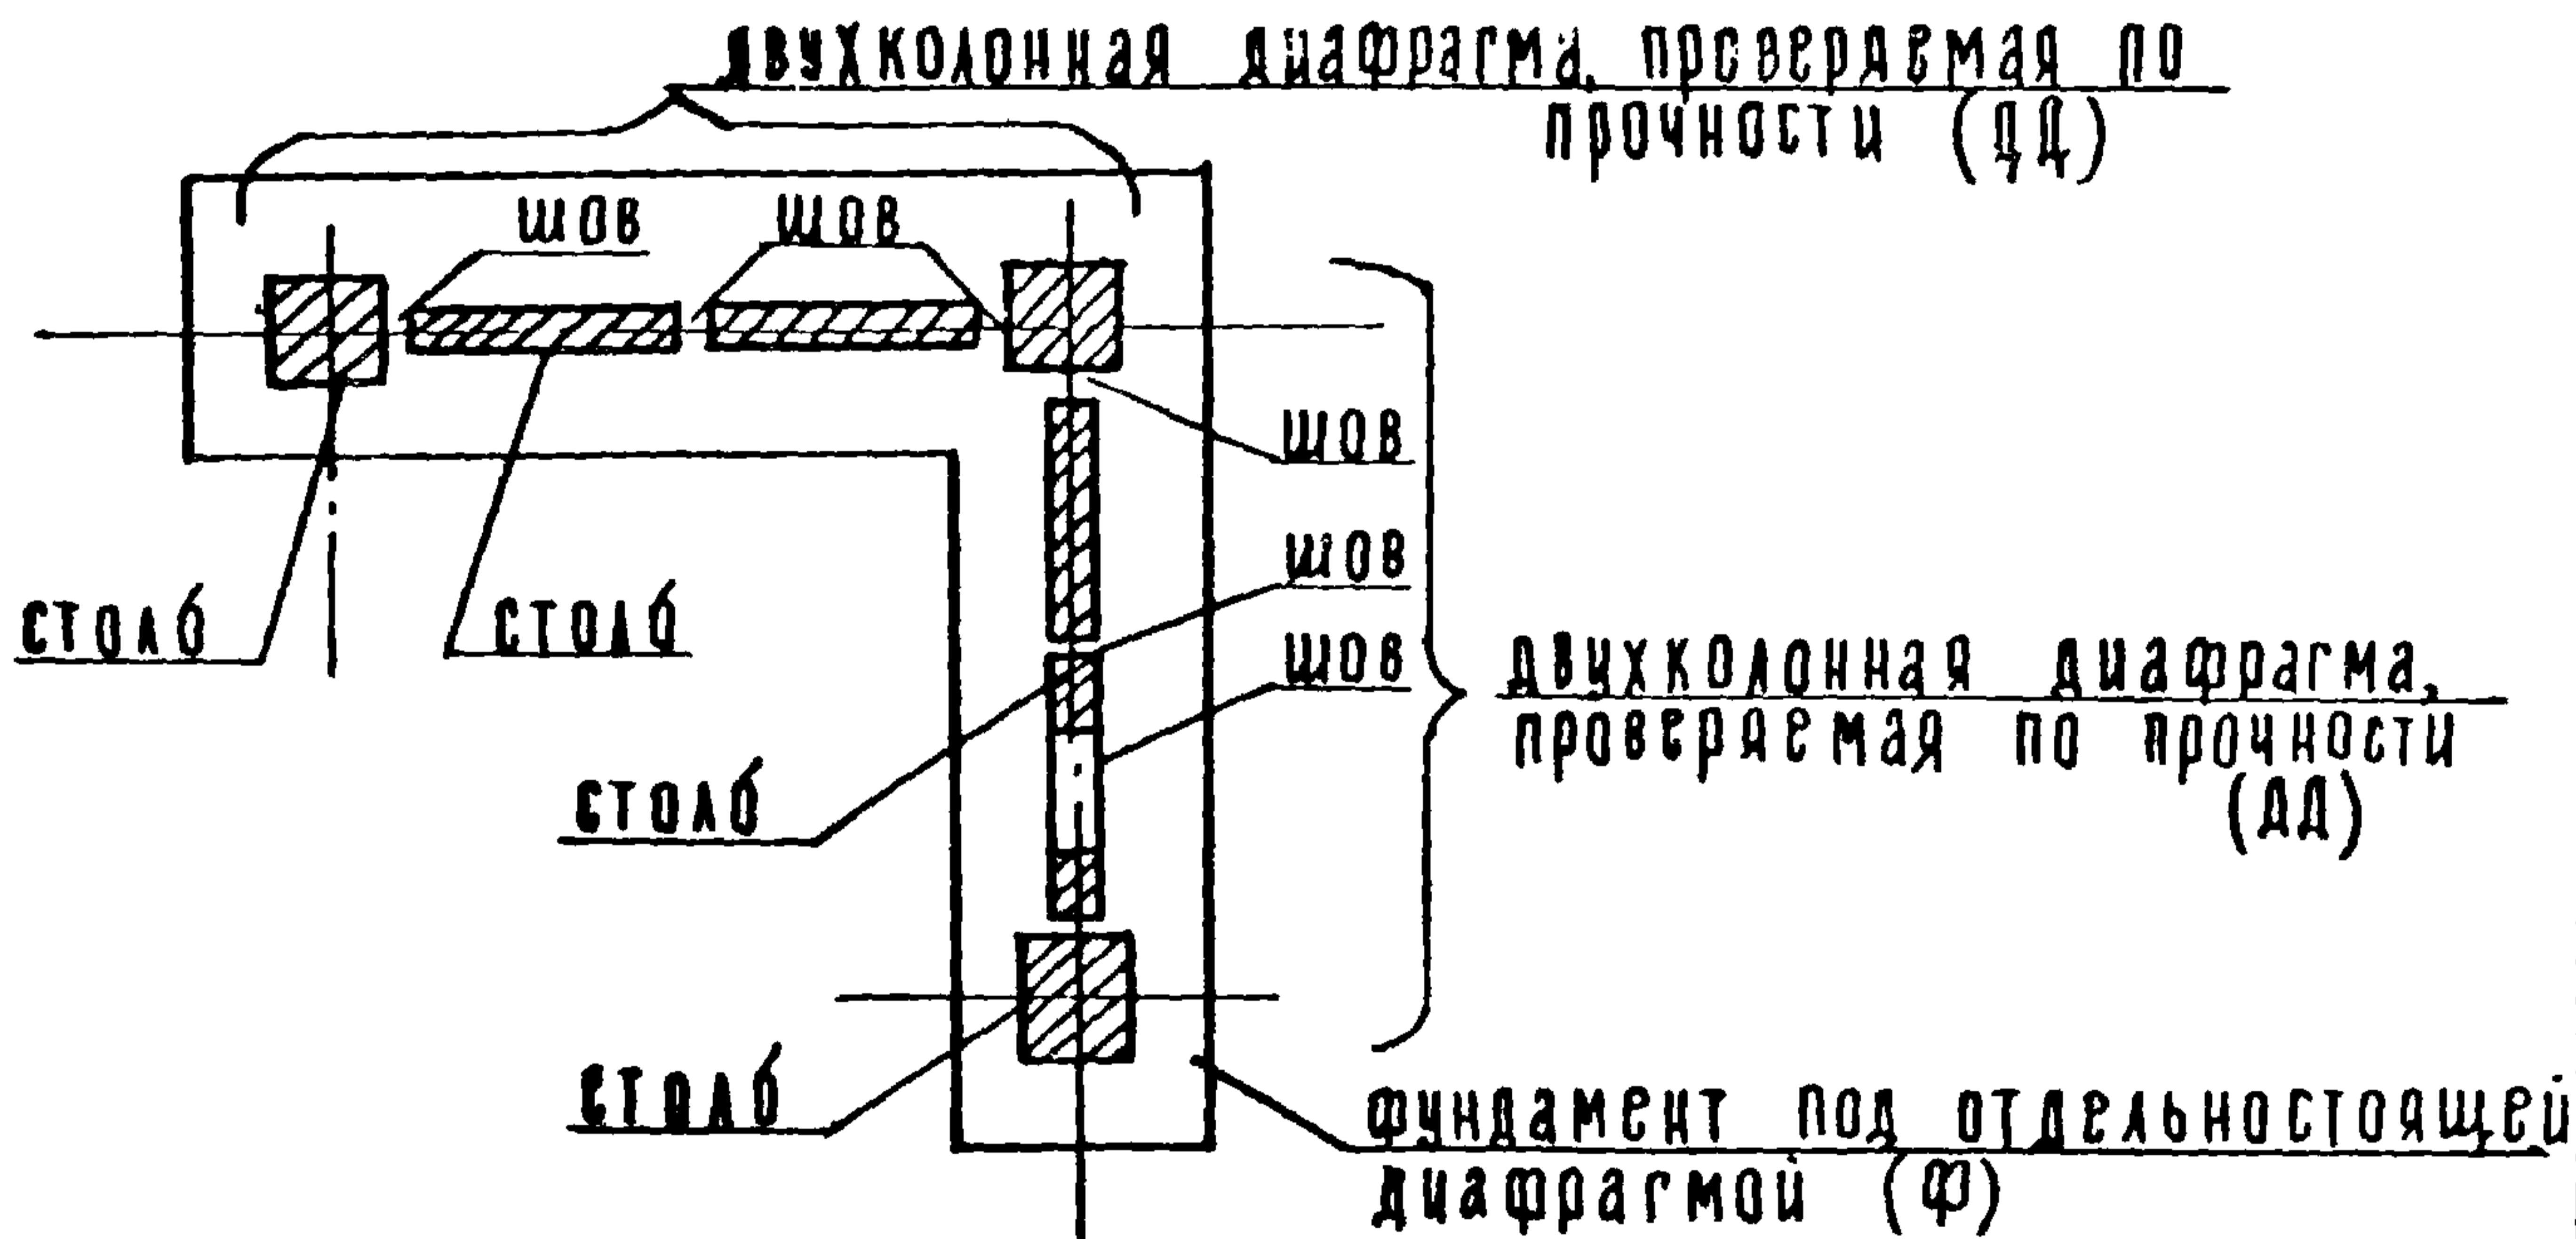 двухколонная диафрагма, проверяемая по
прочности (ДД)
шов
шов
шов
столб
столб
шов
шов
двухколонная диафрагма,
проверяемая по прочности
(ДД)
столб
столб
фундамент под отдельностоящей
диафрагмой (Ф)